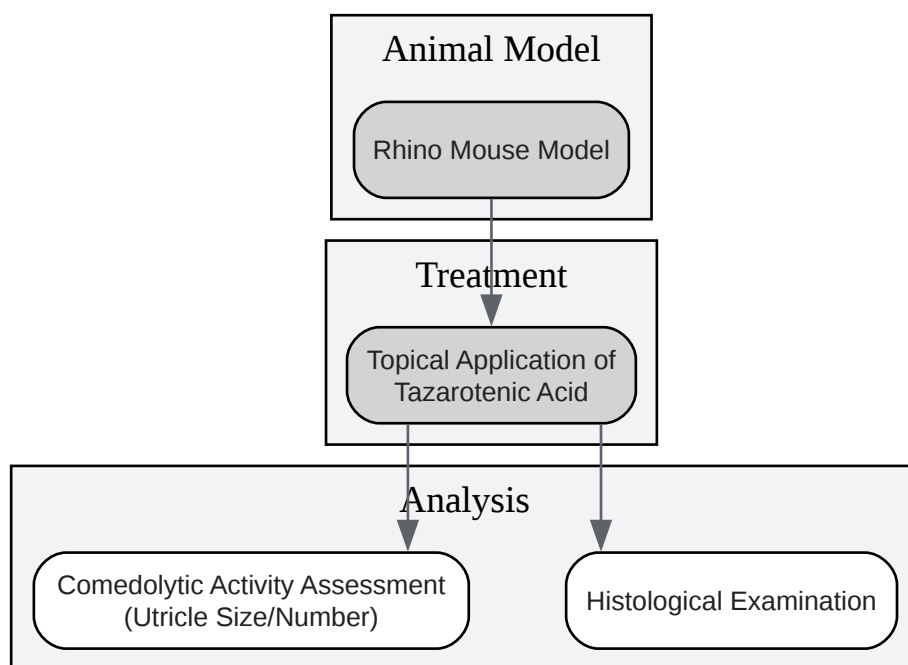 Animal Model
Rhino Mouse Model
Treatment
Topical Application of
Tazarotenic Acid
Analysis
Comedolytic Activity Assessment
(Utricle Size/Number)
Histological Examination